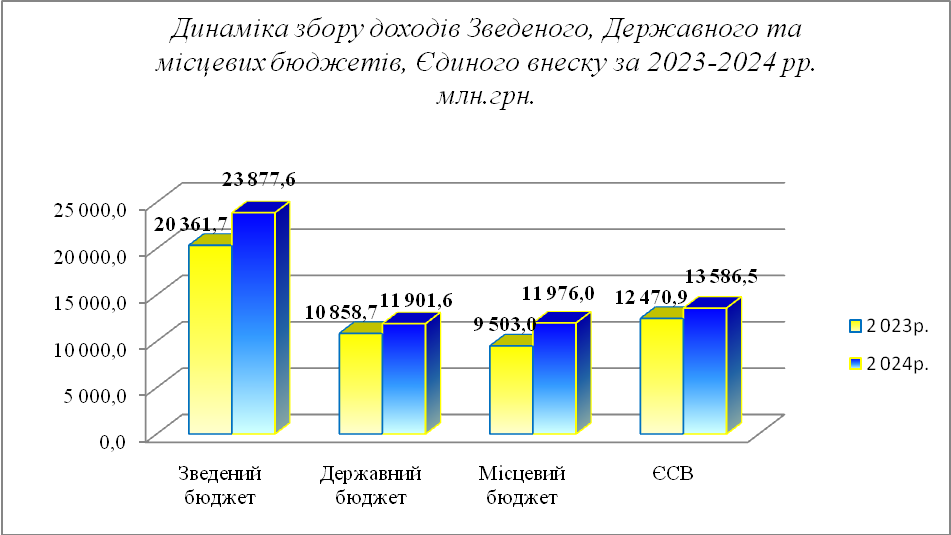 Динаміка збору доходів Зведеного, Державного та
місцевих бюджетів, Єдиного внеску за 2023-2024 рр.
млн.грн.
25 000,0
20 000,0
15 000,0
10 000,0
5 000,0
0,0
20 361,7
23 877,6
10 858,7
11 901,6
9 503,0
11 976,0
12 470,9
13 586,5
Зведений
бюджет
Державний
бюджет
Місцевий
бюджет
ЄСВ
2 023р.
2 024р.